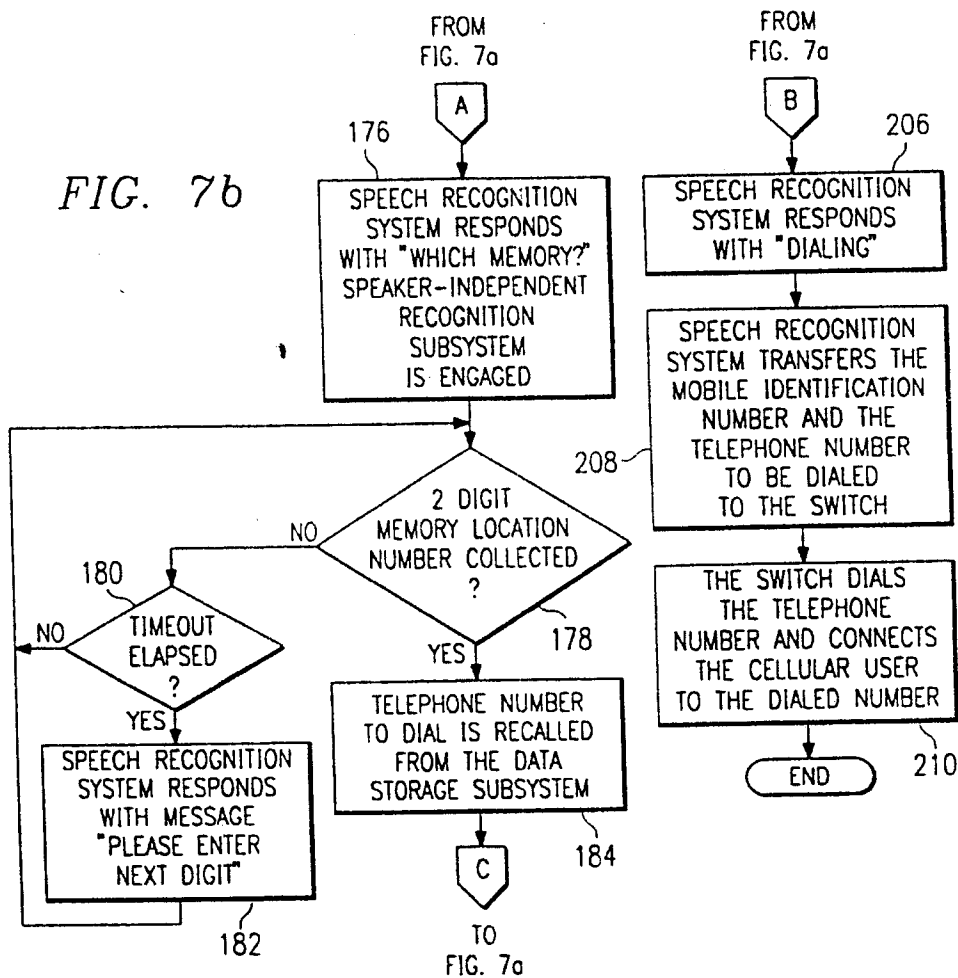 FIG. 7b
FROM
FIG. 7a
A
176
SPEECH RECOGNITION
SYSTEM RESPONDS
WITH "WHICH MEMORY?"
SPEAKER-INDEPENDENT
RECOGNITION
SUBSYSTEM
IS ENGAGED
2 DIGIT
MEMORY LOCATION
NUMBER COLLECTED
?
178
NO
YES
180
TIMEOUT
ELAPSED
?
NO
YES
SPEECH RECOGNITION
SYSTEM RESPONDS
WITH MESSAGE
"PLEASE ENTER
NEXT DIGIT"
182
TELEPHONE NUMBER
TO DIAL IS RECALLED
FROM THE DATA
STORAGE SUBSYSTEM
184
C
TO
FIG. 7a
FROM
FIG. 7a
B
206
SPEECH RECOGNITION
SYSTEM RESPONDS
WITH "DIALING"
SPEECH RECOGNITION
SYSTEM TRANSFERS THE
MOBILE IDENTIFICATION
NUMBER AND THE
TELEPHONE NUMBER
TO BE DIALED
TO THE SWITCH
208
THE SWITCH DIALS
THE TELEPHONE
NUMBER AND CONNECTS
THE CELLULAR USER
TO THE DIALED NUMBER
210
END